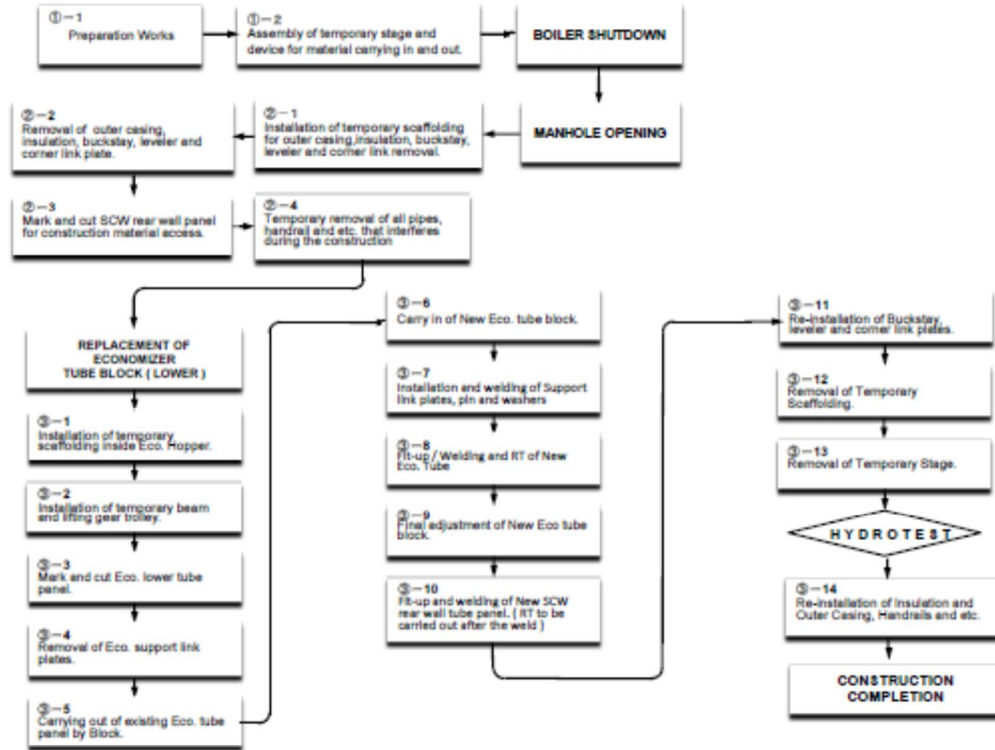 ①－1
Preparation Works
①－2
Assembly of temporary stage and
device for material carrying in and out.
BOILER SHUTDOWN
MANHOLE OPENING
②－1
Installation of temporary scaffolding
for outer casing,insulation, buckstay,
leveler and corner link removal.
②－2
Removal of outer casing,
insulation, buckstay, leveler and
corner link plate.
②－3
Mark and cut SCW rear wall panel
for construction material access.
②－4
Temporary removal of all pipes,
handrail and etc. that interferes
during the construction
REPLACEMENT OF
ECONOMIZER
TUBE BLOCK ( LOWER )
③－1
Installation of temporary
scaffolding inside Eco. Hopper.
③－2
Installation of temporary beam
and lifting gear trolley.
③－3
Mark and cut Eco. lower tube
panel.
③－4
Removal of Eco. support link
plates.
③－5
Carrying out of existing Eco. tube
panel by Block.
③－6
Carry in of New Eco. tube block.
③－7
Installation and welding of Support
link plates, pin and washers
③－8
Fit-up / Welding and RT of New
Eco. Tube
③－9
Final adjustment of New Eco tube
block.
③－10
Fit-up and welding of New SCW
rear wall tube panel. ( RT to be
carried out after the weld )
③－11
Re-installation of Buckstay,
leveler and corner link plates.
③－12
Removal of Temporary
Scaffolding.
③－13
Removal of Temporary Stage.
HYDROTEST
③－14
Re-installation of Insulation and
Outer Casing, Handrails and etc.
CONSTRUCTION
COMPLETION